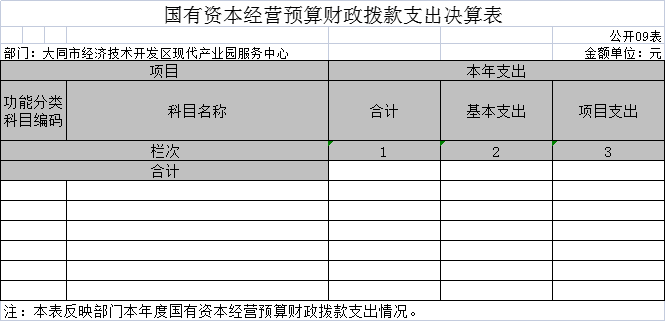 国有资本经营预算财政拨款支出决算表
公开09表
部门：大同市经济技术开发区现代产业园服务中心 金额单位：元
项目 本年支出
功能分类科目编码 科目名称 合计 基本支出 项目支出
栏次 1 2 3
合计
注：本表反映部门本年度国有资本经营预算财政拨款支出情况。